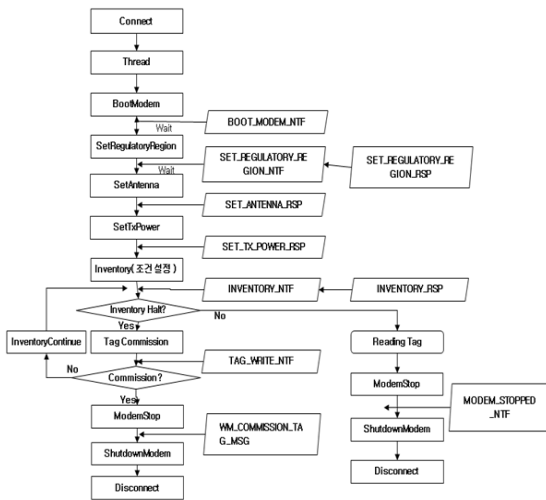 Connect
Thread
BootModem
Wait
BOOT_MODEM_NTF
SetRegulatoryRegion
Wait
SET_REGULATORY_RE
GION_NTF
SET_REGULATORY_RE
GION_RSP
SetAntenna
SET_ANTENNA_RSP
SetTxPower
SET_TX_POWER_RSP
Inventory( 조건 설정 )
INVENTORY_NTF
INVENTORY_RSP
Inventory Halt?
Yes
No
InventoryContinue
Tag Commission
Reading Tag
TAG_WRITE_NTF
No
Commission?
Yes
ModemStop
MODEM_STOPPED
_NTF
ModemStop
WM_COMMISSION_TA
G_MSG
ShutdownModem
ShutdownModem
Disconnect
Disconnect